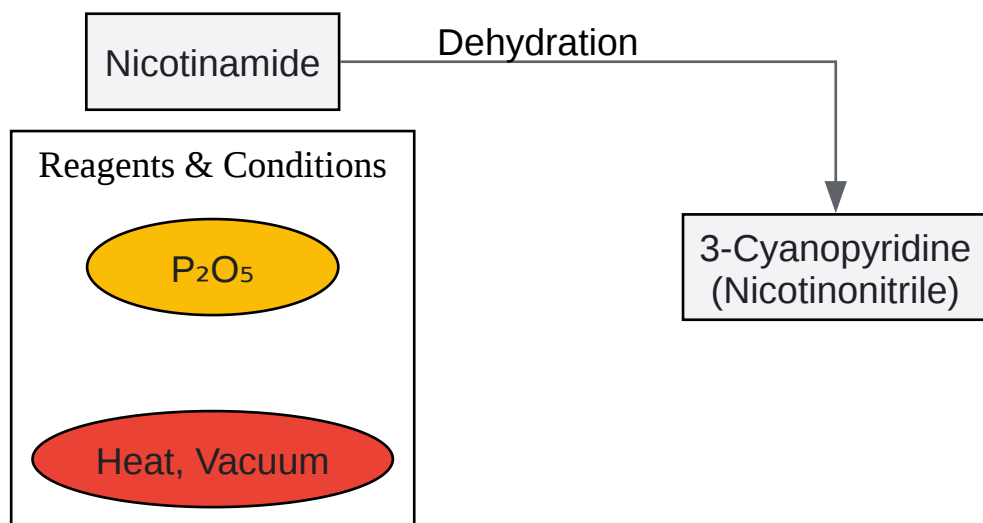 Nicotinamide
Dehydration
Reagents & Conditions
P₂O₅
Heat, Vacuum
3-Cyanopyridine
(Nicotinonitrile)